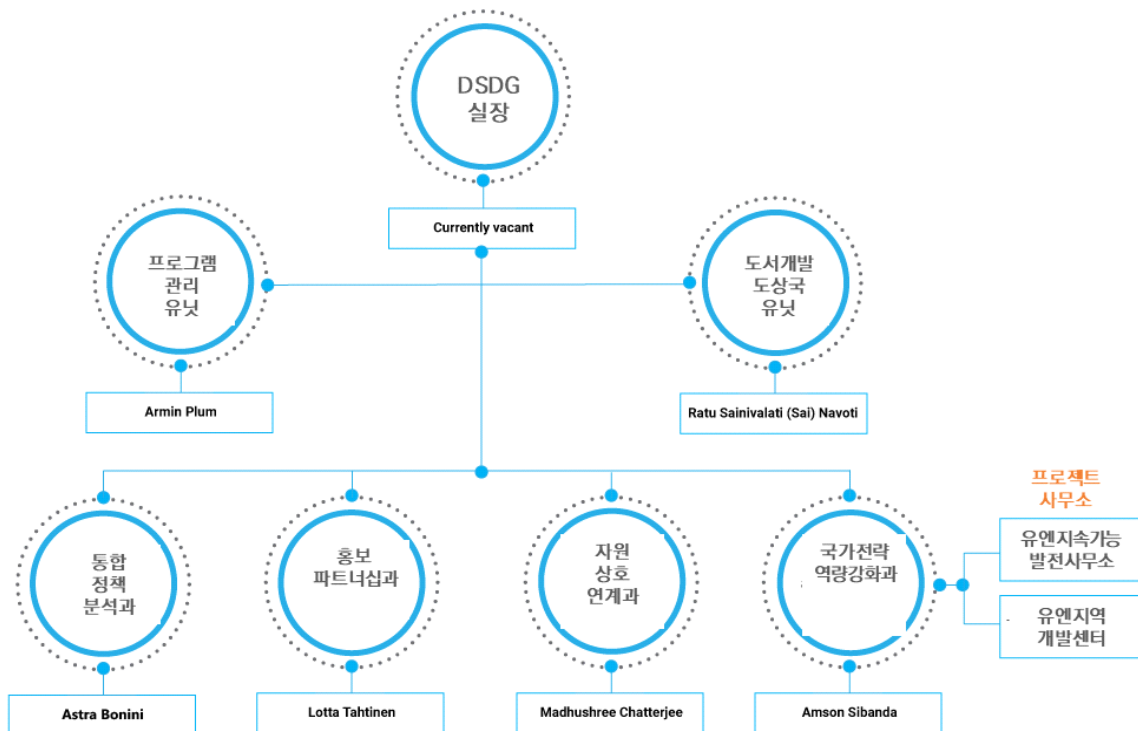 DSDG
실장
Currently vacant
프로그램
관리
유닛
도서개발
도상국
유닛
Armin Plum
Ratu Sainivalati (Sai) Navoti
프로젝트
사무소
통합
정책
분석과
홍보
파트너십과
자원
상호
연계과
국가전략
역량강화과
유엔지속가능
발전사무소
유엔지역
개발센터
Astra Bonini
Lotta Tahtinen
Madhushree Chatterjee
Amson Sibanda